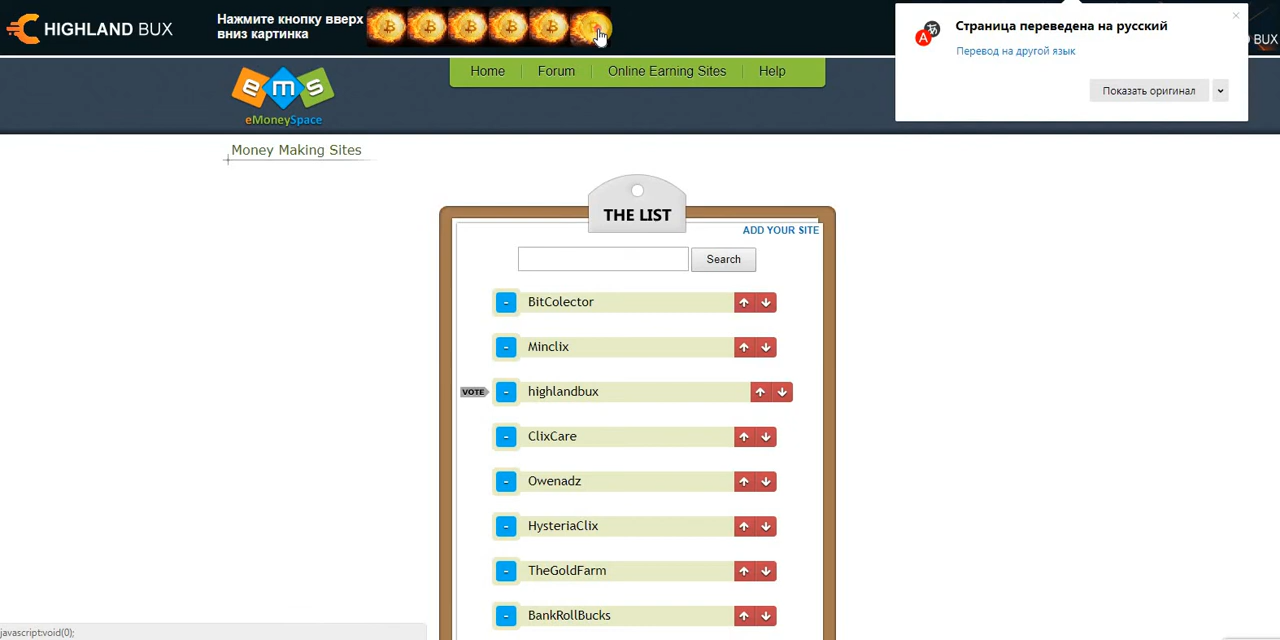 HIGHLAND BUX
Нажмите кнопку вверх
вниз картинка
Страница переведена на русский
Перевод на другой язык
Показать оригинал
BUX
ems
eMoneySpace
Home
Forum
Online Earning Sites
Help
Money Making Sites
THE LIST
ADD YOUR SITE
Search
- BitColector
- Minclix
VOTE - highlandbux
- ClixCare
- Owenadz
- HysteriaClix
- TheGoldFarm
- BankRollBucks
javascript:void(0);